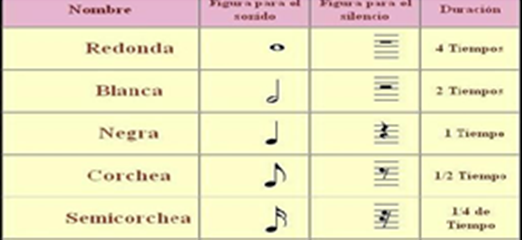 Nombre Figura para el sonido Figura para el silencio Duración
Redonda 4 Tiempos
Blanca 2 Tiempos
Negra 1 Tiempo
Corchea 1/2 Tiempo
Semicorchea 1/4 de Tiempo